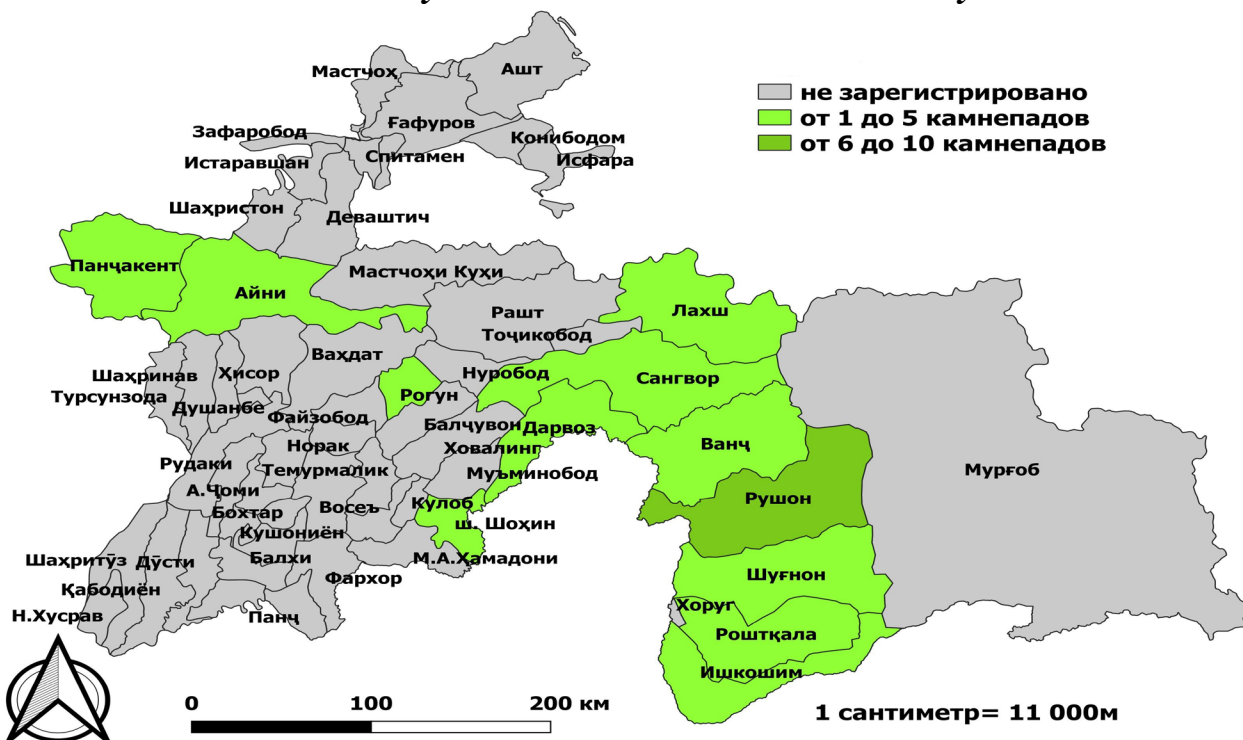 Мастчоҳ
Ашт
не зарегистрировано
от 1 до 5 камнепадов
от 6 до 10 камнепадов
Ғафуров
Зафаробод
Конибодом
Спитамен
Исфара
Истаравшан
Шаҳристон
Деваштич
Панҷакент
Мастчоҳи Куҳи
Айни
Рашт
Лахш
Тоҷикобод
Ваҳдат
Шаҳринав
Ҳисор
Нуробод
Сангвор
Турсунзода
Рогун
Душанбе
Файзобод
Балҷувон
Дарвоз
Норак
Ховалинг
Ванҷ
Рудаки
Темурмалик
Муъминобод
Мурғоб
А.Ҷоми
Рушон
Бохтар
Восеъ
Кулоб
Кушониён
ш. Шоҳин
Шаҳритӯз
Дӯсти
Балхи
М.А.Ҳамадони
Фархор
Шуғнон
Қабодиён
Н.Хусрав
Панҷ
Хоруг
Роштқала
Ишкошим
0
100
200 км
1 сантиметр= 11 000м